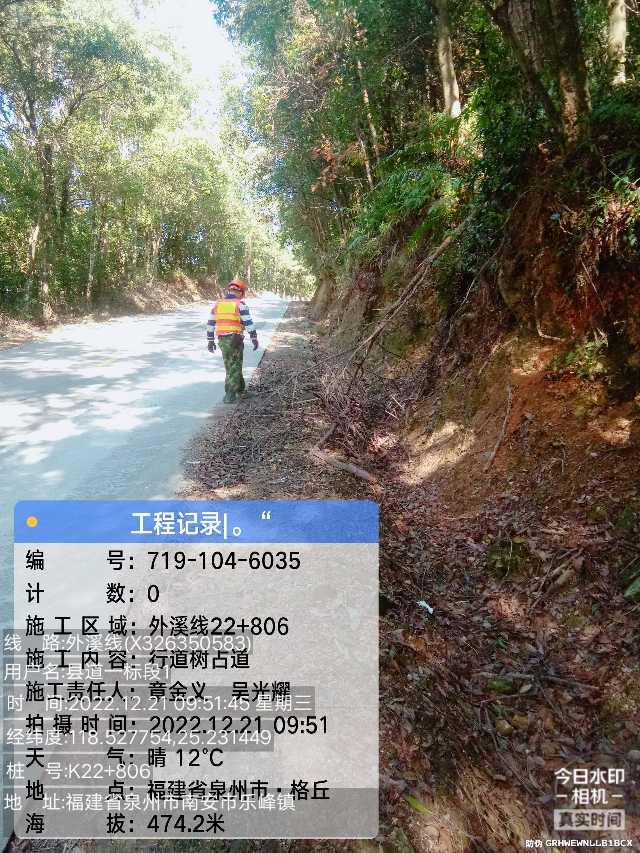 工程记录|。“
编 号：719-104-6035
计 数：0
施工区域：外溪线22+806
线 路:外溪线(X326350583)
施工内容：行道树占道
用户名:县道一标段1
施工责任人：章金义 吴光耀
时 间:2022.12.21 09:51:45 星期三
拍摄时间：2022.12.21 09:51
经纬度:118.527754,25.231449
天 气：晴 12℃
桩 号:K22+806
地 点：福建省泉州市·格丘
地 址:福建省泉州市南安市乐峰镇
海 拔：474.2米
今日水印
相机
真实时间
防伪 GRHWEWNLLB1BCX